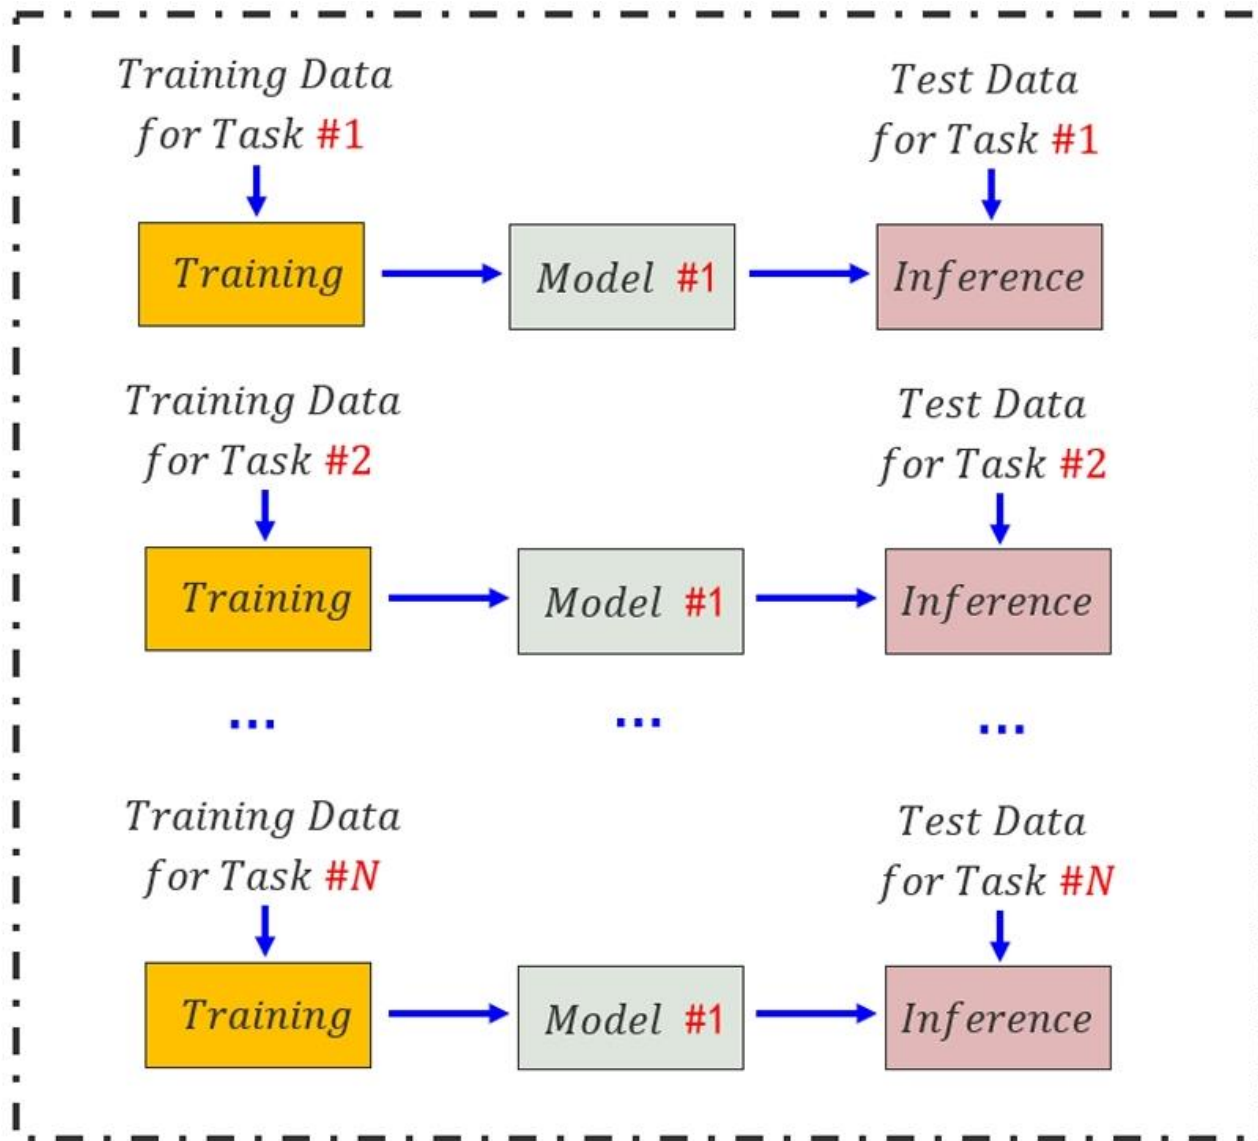 Training Data
for Task #1
Test Data
for Task #1
Training
Model #1
Inference
Training Data
for Task #2
Test Data
for Task #2
Training
Model #1
Inference
...
...
...
Training Data
for Task #N
Test Data
for Task #N
Training
Model #1
Inference